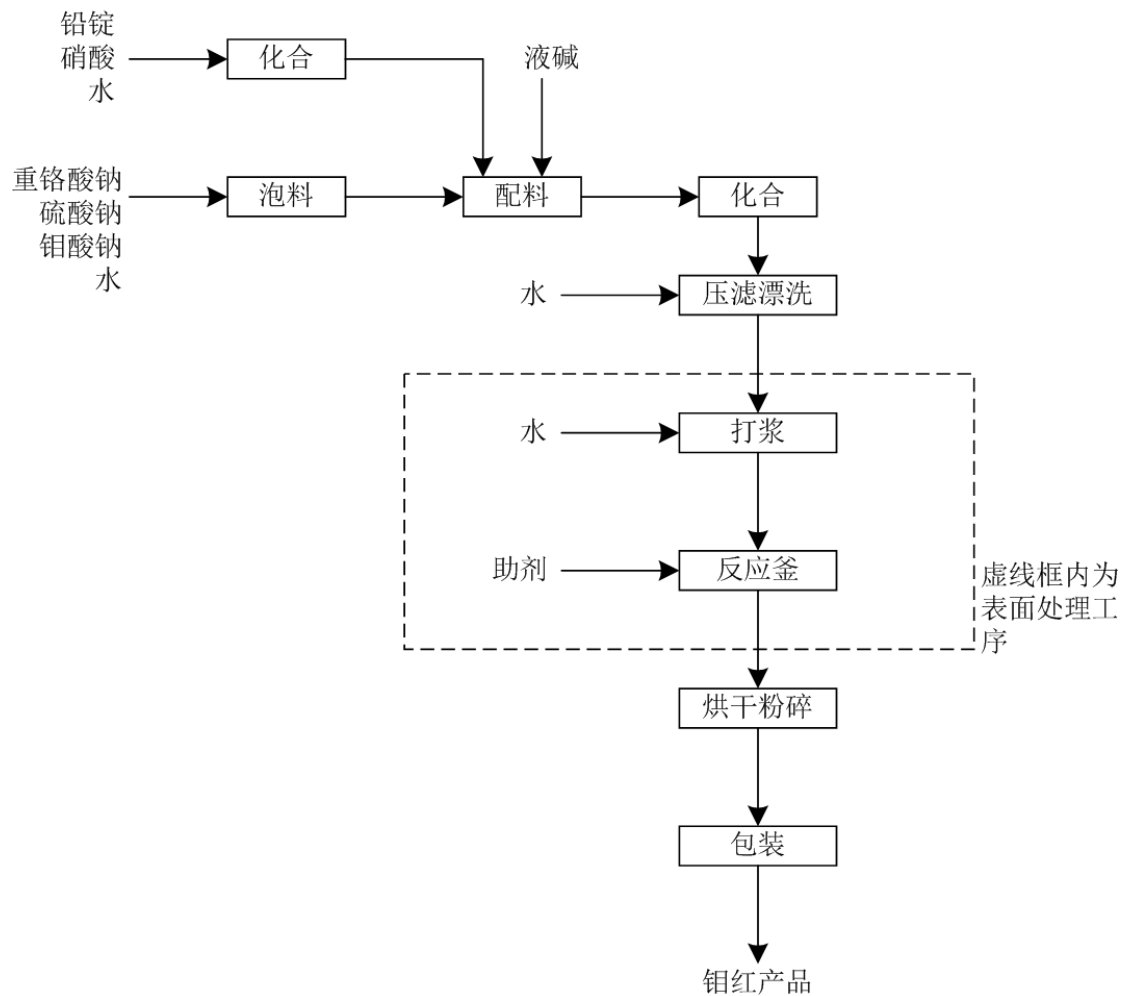 铅锭
硝酸
水
化合
液碱
重铬酸钠
硫酸钠
钼酸钠
水
泡料
配料
化合
水
压滤漂洗
水
打浆
助剂
反应釜
虚线框内为
表面处理工
序
烘干粉碎
包装
钼红产品